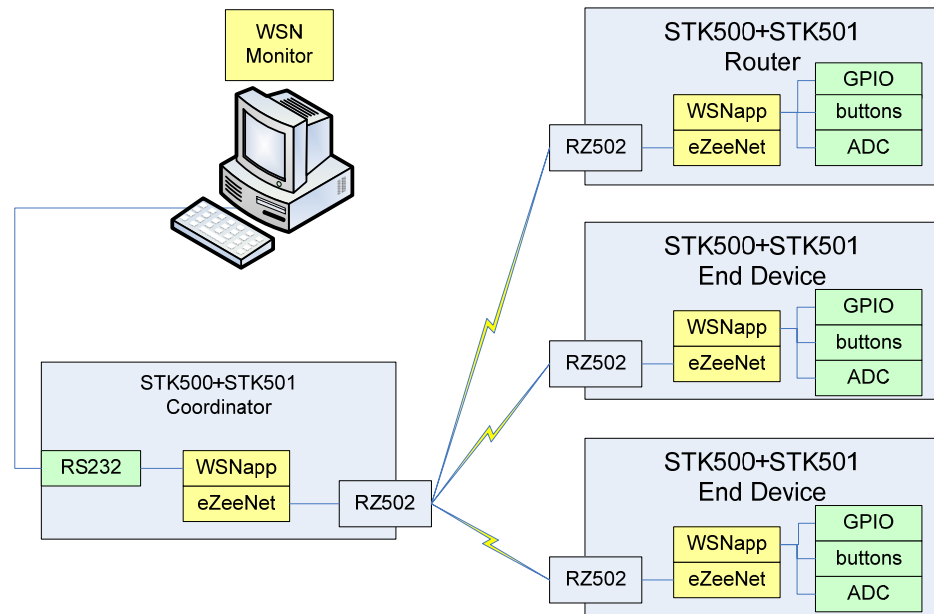 WSN
Monitor
STK500+STK501
Router
GPIO
WSNapp
buttons
RZ502
eZeeNet
ADC
STK500+STK501
End Device
GPIO
WSNapp
buttons
RZ502
eZeeNet
ADC
STK500+STK501
Coordinator
RS232
WSNapp
eZeeNet
RZ502
STK500+STK501
End Device
GPIO
WSNapp
buttons
RZ502
eZeeNet
ADC